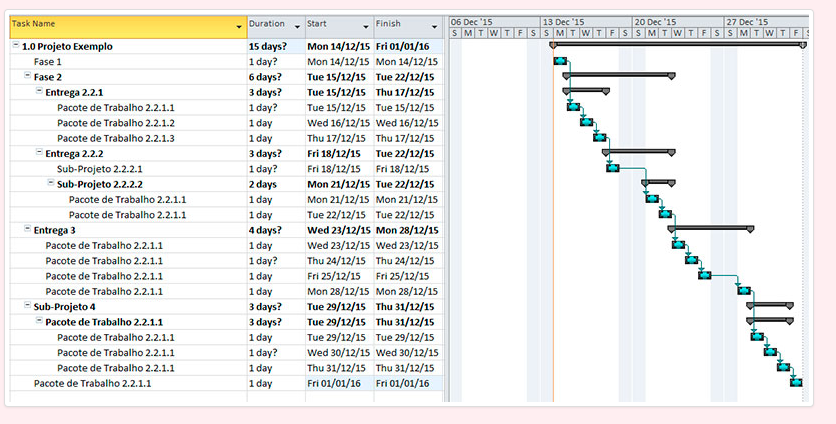 Task Name Duration Start Finish 06 Dec '15 13 Dec '15 20 Dec '15 27 Dec '15
S M T W T F S S M T W T F S S M T W T F S S M T W T F S
1.0 Projeto Exemplo 15 days? Mon 14/12/15 Fri 01/01/16
Fase 1 1 day? Mon 14/12/15 Mon 14/12/15
Fase 2 6 days? Tue 15/12/15 Tue 22/12/15
Entrega 2.2.1 3 days? Tue 15/12/15 Thu 17/12/15
Pacote de Trabalho 2.2.1.1 1 day? Tue 15/12/15 Tue 15/12/15
Pacote de Trabalho 2.2.1.2 1 day Wed 16/12/15 Wed 16/12/15
Pacote de Trabalho 2.2.1.3 1 day Thu 17/12/15 Thu 17/12/15
Entrega 2.2.2 3 days? Fri 18/12/15 Tue 22/12/15
Sub-Projeto 2.2.2.1 1 day? Fri 18/12/15 Fri 18/12/15
Sub-Projeto 2.2.2.2 2 days Mon 21/12/15 Tue 22/12/15
Pacote de Trabalho 2.2.1.1 1 day Mon 21/12/15 Mon 21/12/15
Pacote de Trabalho 2.2.1.1 1 day Tue 22/12/15 Tue 22/12/15
Entrega 3 4 days? Wed 23/12/15 Mon 28/12/15
Pacote de Trabalho 2.2.1.1 1 day Wed 23/12/15 Wed 23/12/15
Pacote de Trabalho 2.2.1.1 1 day? Thu 24/12/15 Thu 24/12/15
Pacote de Trabalho 2.2.1.1 1 day Fri 25/12/15 Fri 25/12/15
Pacote de Trabalho 2.2.1.1 1 day Mon 28/12/15 Mon 28/12/15
Sub-Projeto 4 3 days? Tue 29/12/15 Thu 31/12/15
Pacote de Trabalho 2.2.1.1 3 days? Tue 29/12/15 Thu 31/12/15
Pacote de Trabalho 2.2.1.1 1 day Tue 29/12/15 Tue 29/12/15
Pacote de Trabalho 2.2.1.1 1 day? Wed 30/12/15 Wed 30/12/15
Pacote de Trabalho 2.2.1.1 1 day Thu 31/12/15 Thu 31/12/15
Pacote de Trabalho 2.2.1.1 1 day Fri 01/01/16 Fri 01/01/16